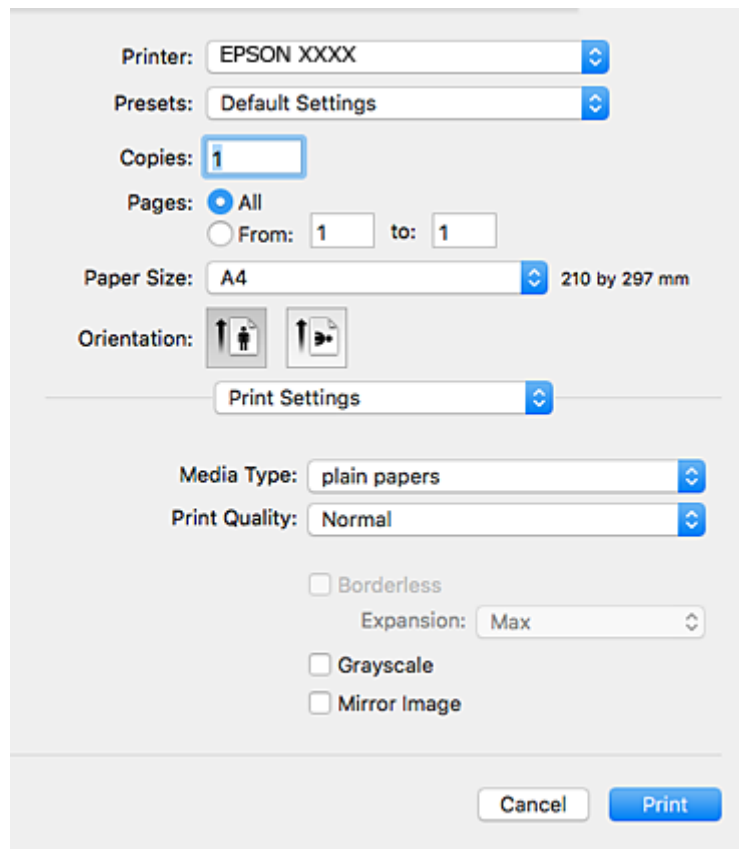 Printer: EPSON XXXX
Presets: Default Settings
Copies: 1
Pages: All
From: 1 to: 1
Paper Size: A4 210 by 297 mm
Orientation:
Print Settings
Media Type: plain papers
Print Quality: Normal
Borderless
Expansion: Max
Grayscale
Mirror Image
Cancel Print